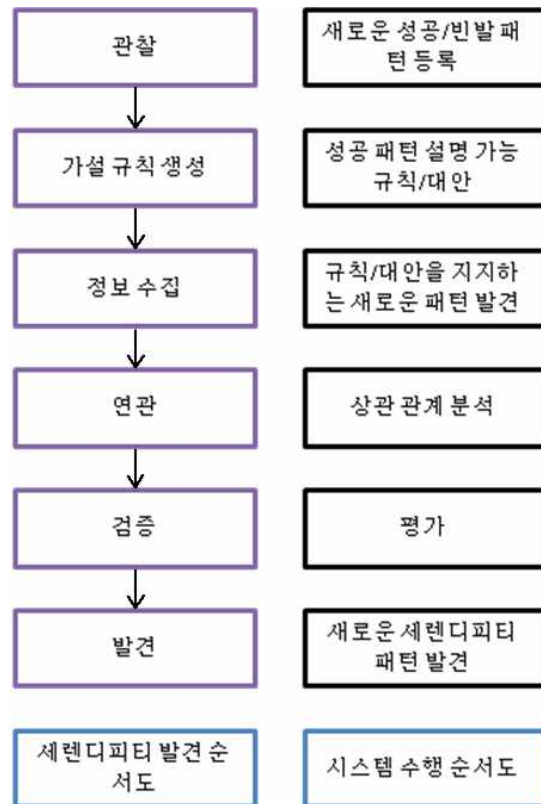 관찰
새로운 성공/빈발 패
턴 등록
가설 규칙 생성
성공 패턴 설명 가능
규칙/대안
정보 수집
규칙/대안을 지지하
는 새로운 패턴 발견
연관
상관 관계 분석
검증
평가
발견
새로운 세렌디피티
패턴 발견
세렌디피티 발견 순
서도
시스템 수행 순서도